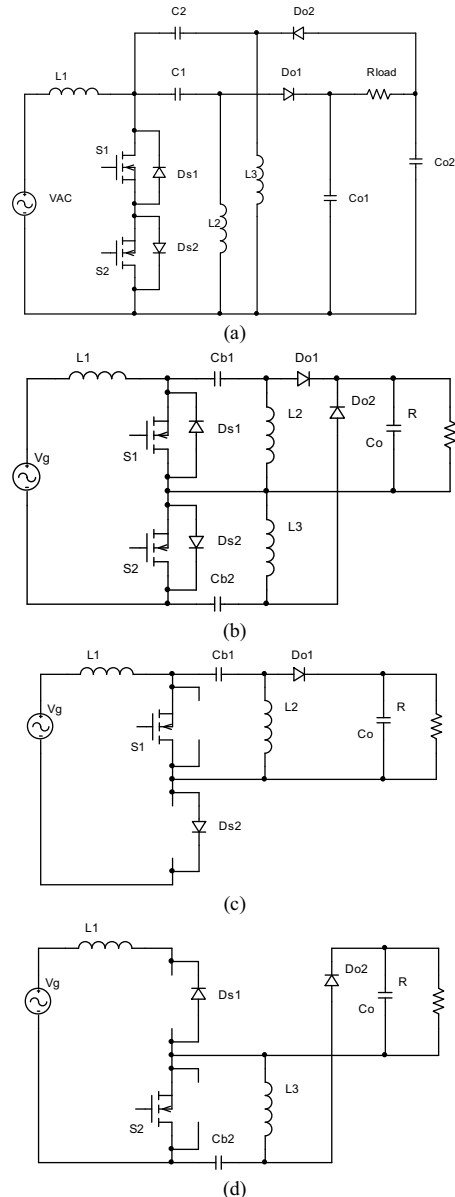 C2 Do2
L1 C1 Do1 Rload
S1 Ds1 L3 Co2
VAC Co1
L2
S2 Ds2
(a)
L1 Cb1 Do1
Do2 R
Ds1 L2 Co
Vg S1
L3
Ds2
S2
Cb2
(b)
L1 Cb1 Do1
Vg R
L2 Co
S1
Ds2
(c)
L1
Do2 R
Vg Co
Ds1
L3
S2
Cb2
(d)